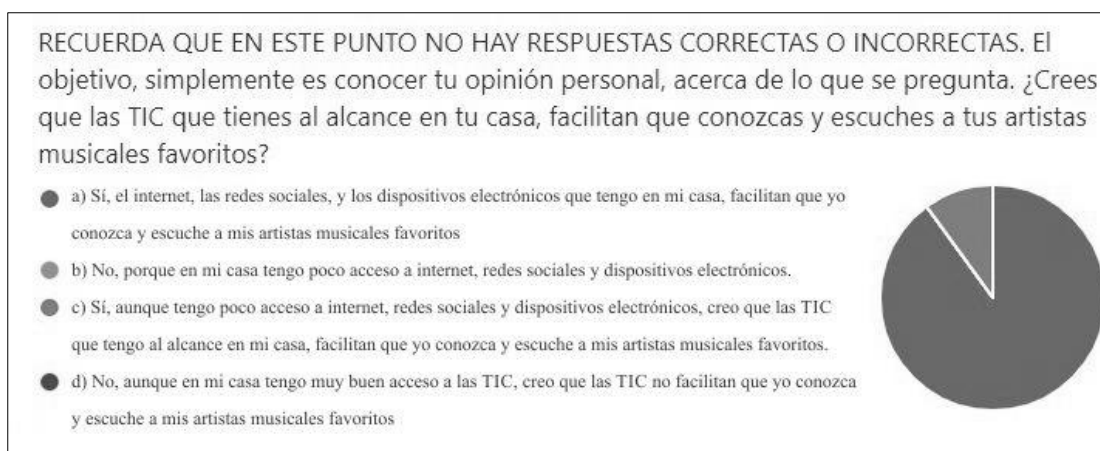 RECUERDA QUE EN ESTE PUNTO NO HAY RESPUESTAS CORRECTAS O INCORRECTAS. El
objetivo, simplemente es conocer tu opinión personal, acerca de lo que se pregunta. ¿Crees
que las TIC que tienes al alcance en tu casa, facilitan que conozcas y escuches a tus artistas
musicales favoritos?
a) Sí, el internet, las redes sociales, y los dispositivos electrónicos que tengo en mi casa, facilitan que yo
conozca y escuche a mis artistas musicales favoritos
b) No, porque en mi casa tengo poco acceso a internet, redes sociales y dispositivos electrónicos.
c) Sí, aunque tengo poco acceso a internet, redes sociales y dispositivos electrónicos, creo que las TIC
que tengo al alcance en mi casa, facilitan que yo conozca y escuche a mis artistas musicales favoritos.
d) No, aunque en mi casa tengo muy buen acceso a las TIC, creo que las TIC no facilitan que yo conozca
y escuche a mis artistas musicales favoritos